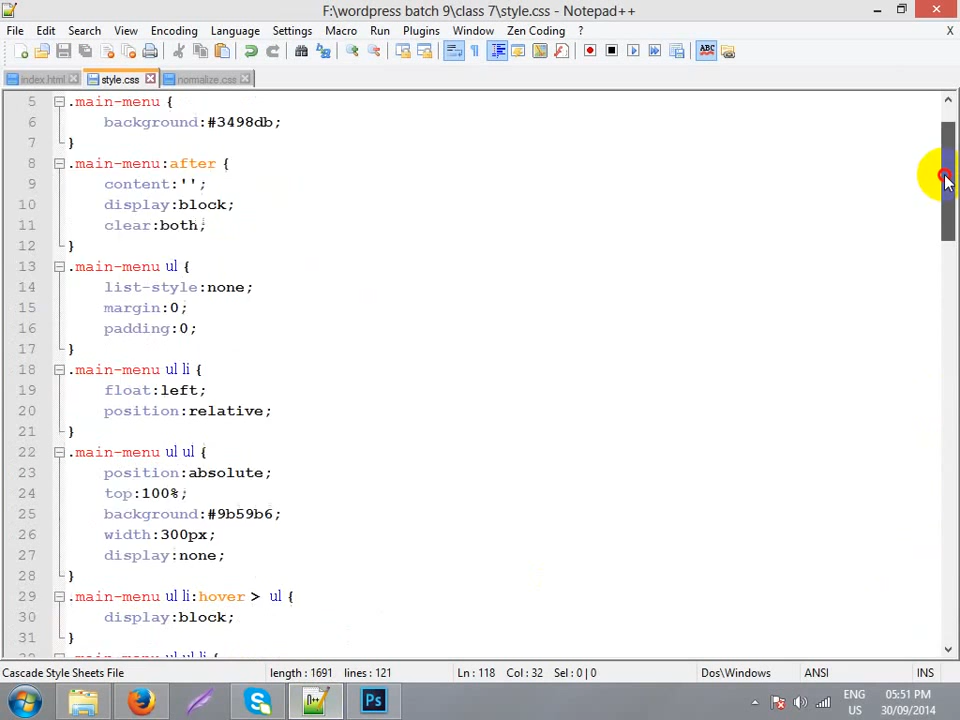 F:\wordpress batch 9\class 7\style.css - Notepad++
File Edit Search View Encoding Language Settings Macro Run Plugins Window Zen Coding ? X
index.html style.css normalize.css
5 .main-menu {
6 background:#3498db;
7 }
8 .main-menu:after {
9 content:'';
10 display:block;
11 clear:both;
12 }
13 .main-menu ul {
14 list-style:none;
15 margin:0;
16 padding:0;
17 }
18 .main-menu ul li {
19 float:left;
20 position:relative;
21 }
22 .main-menu ul ul {
23 position:absolute;
24 top:100%;
25 background:#9b59b6;
26 width:300px;
27 display:none;
28 }
29 .main-menu ul li:hover > ul {
30 display:block;
31 }
32 .main-menu ul ul li {
Cascade Style Sheets File length : 1691 lines : 121 Ln : 118 Col : 32 Sel : 0 | 0 Dos\Windows ANSI INS
ENG 05:51 PM
US 30/09/2014